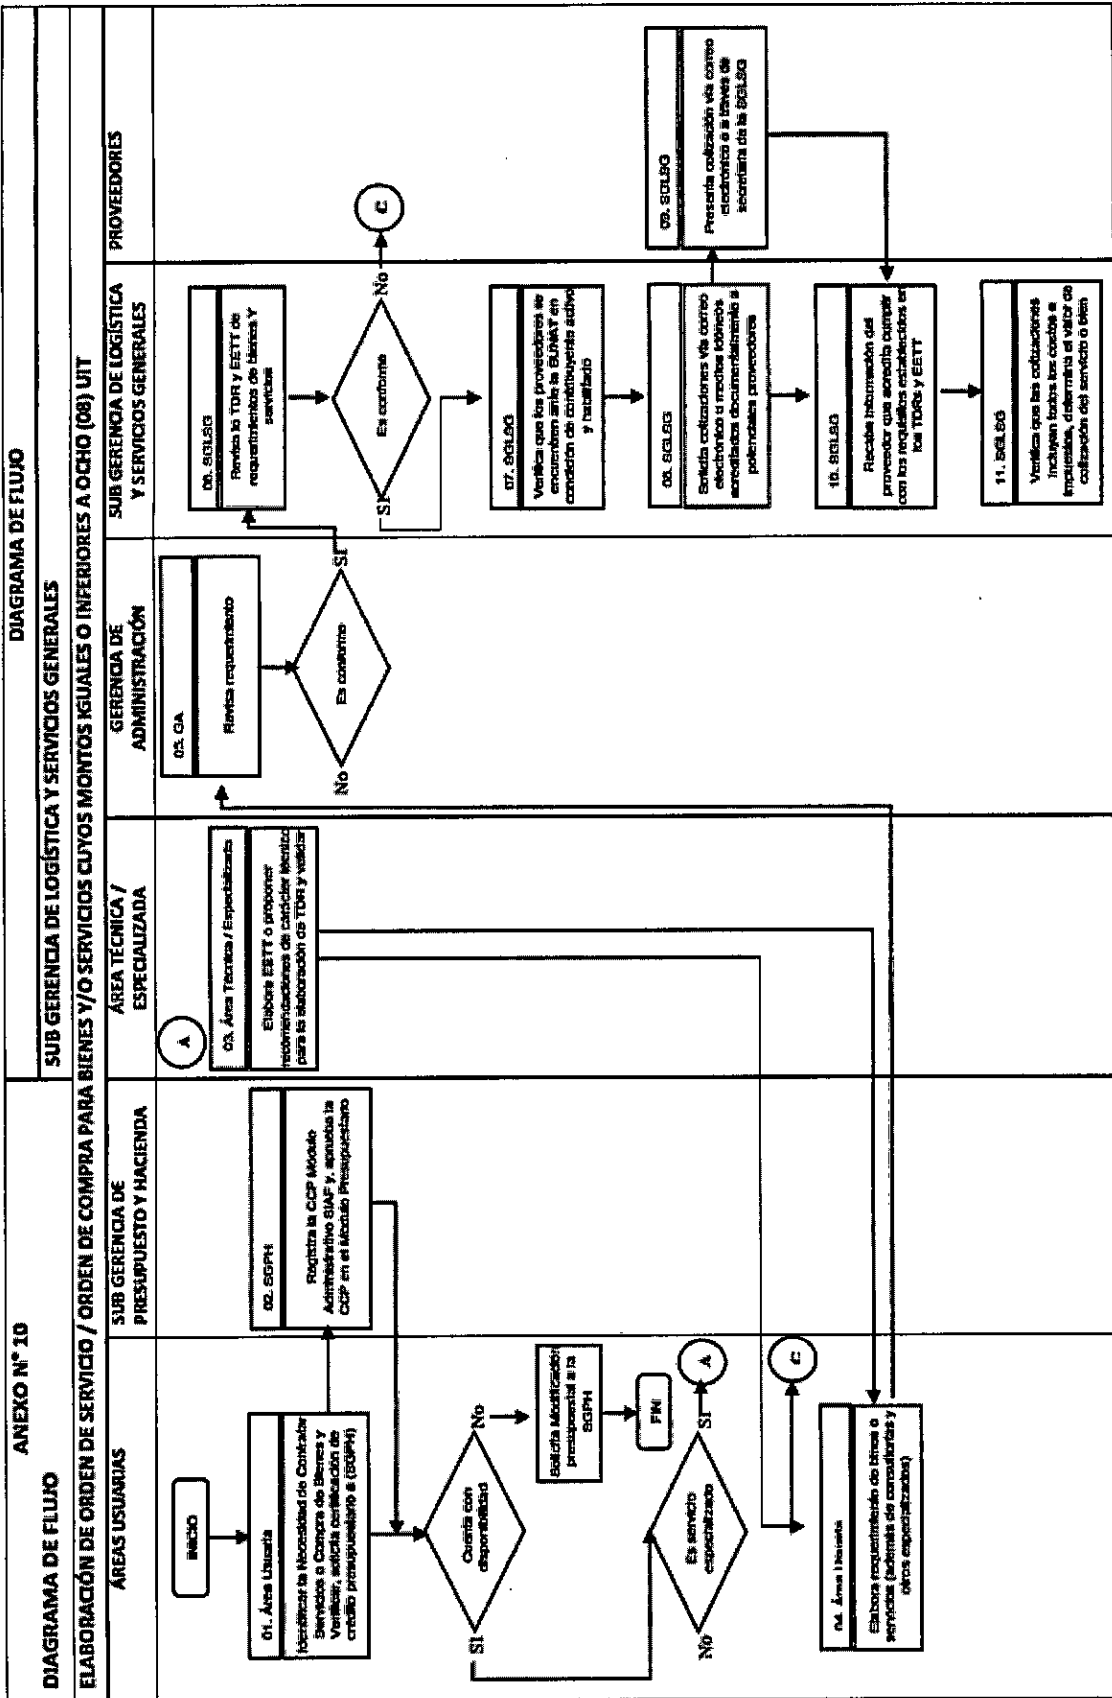 ANEXO N° 10
DIAGRAMA DE FLUJO
DIAGRAMA DE FLUJO
SUB GERENCIA DE LOGÍSTICA Y SERVICIOS GENERALES
ELABORACIÓN DE ORDEN DE SERVICIO / ORDEN DE COMPRA PARA BIENES Y/O SERVICIOS CUYOS MONTOS IGUALES O INFERIORES A OCHO (08) UIT
ÁREAS USUARIAS
SUB GERENCIA DE
PRESUPUESTO Y HACIENDA
ÁREA TÉCNICA /
ESPECIALIZADA
GERENCIA DE
ADMINISTRACIÓN
SUB GERENCIA DE LOGÍSTICA
Y SERVICIOS GENERALES
PROVEEDORES
INICIO
01. Área Usuaria
Identificar la Necesidad de Contratar
Servicios o Compra de Bienes y
Verificar, solicita certificación de
crédito presupuestario a (SGPH)
02. SGPH
Registra la CCP Módulo
Administrativo SIAF y, aprueba la
CCP en el Módulo Presupuestario
Cuenta con
disponibilidad
SI
No
Solicita Modificación
presupuestal a la
SGPH
FIN
Es servicio
especializado
No
SI
A
C
A
03. Área Técnica / Especializada
Elabora EETT o proponer
recomendaciones de carácter técnico
para la elaboración de TDR y validar
04. Área Usuaria
Elabora requerimiento de bienes o
servicios (además de consultorías y
otros especializados)
05. GA
Revisa requerimiento
Es conforme
No
SI
06. SGLSG
Revisa lo TDR y EETT de
requerimientos de bienes Y
servicios
Es conforme
SI
No
C
07. SGLSG
Verifica que los proveedores se
encuentren ante la SUNAT en
condición de contribuyente activo
y habilitado
08. SGLSG
Solicita cotizaciones vía correo
electrónico u medios idóneos
acreditados documentalmente a
potenciales proveedores
09. SGLSG
Presenta cotización vía correo
electrónico o a traves de
secretaria de la SGLSG
10. SGLSG
Recaba información del
proveedor que acredita cumplir
con los requisitos establecidos en
los TDRs y EETT
11. SGLSG
Verifica que las cotizaciones
incluyan todos los costos e
impuestos, determina el valor de
cotización del servicio o bien